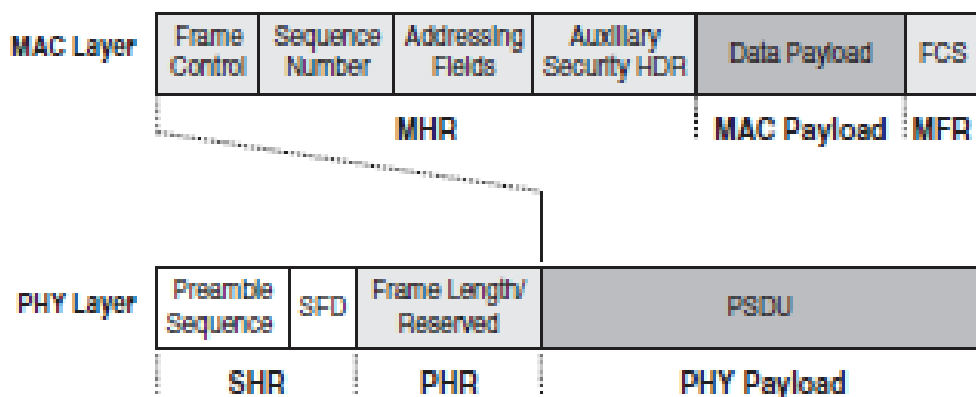 MAC Layer
Frame Control
Sequence Number
Addressing Fields
Auxiliary Security HDR
Data Payload
FCS
MHR
MAC Payload
MFR
PHY Layer
Preamble Sequence
SFD
Frame Length/ Reserved
PSDU
SHR
PHR
PHY Payload